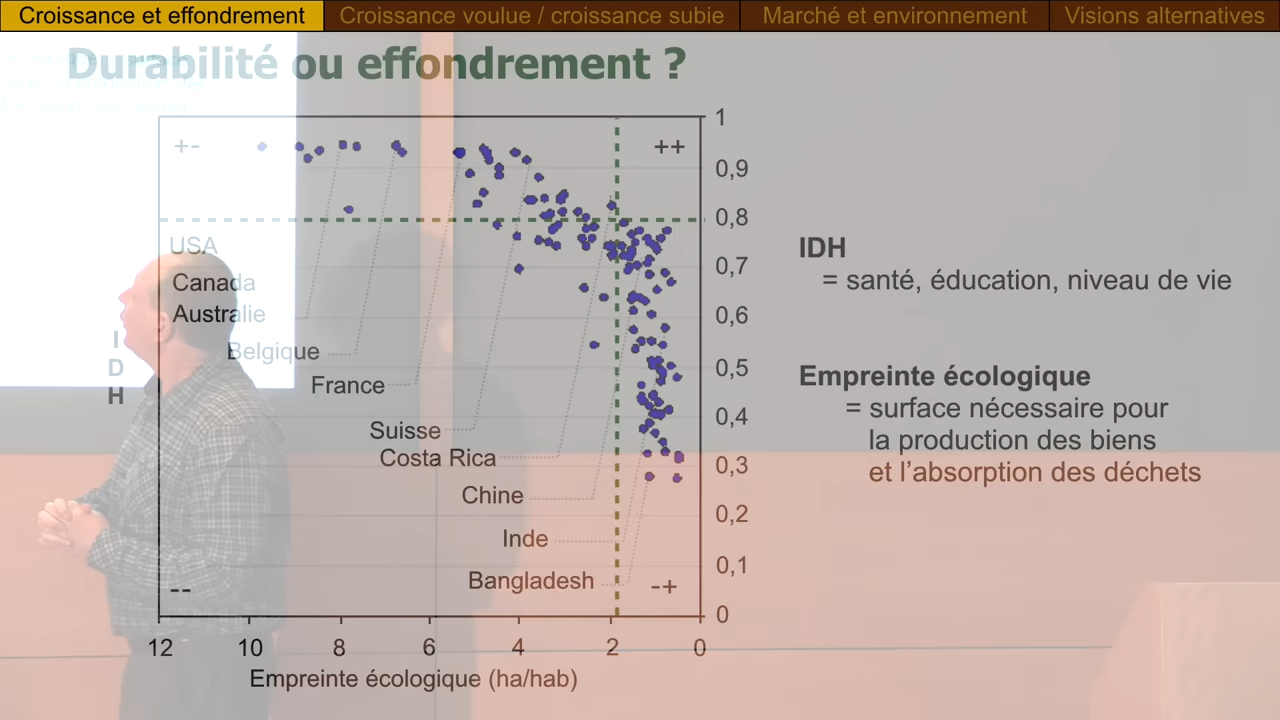 Croissance et effondrement
Croissance voulue / croissance subie
Marché et environnement
Visions alternatives
Durabilité ou effondrement ?
+-
++
1
0,9
0,8
0,7
0,6
0,5
0,4
0,3
0,2
0,1
0
USA
Canada
Australie
Belgique
France
Suisse
Costa Rica
Chine
Inde
Bangladesh
I
D
H
--
-+
12 10 8 6 4 2 0
Empreinte écologique (ha/hab)
IDH
= santé, éducation, niveau de vie
Empreinte écologique
= surface nécessaire pour
la production des biens
et l’absorption des déchets